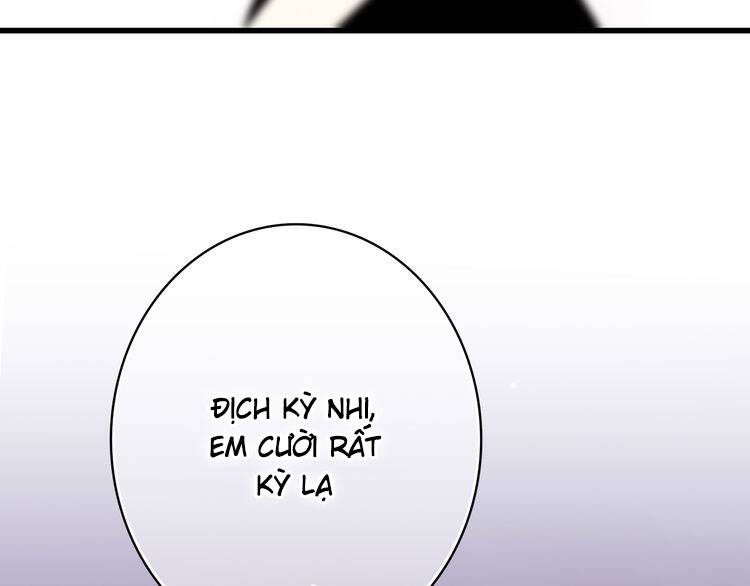 ĐỊCH KỲ NHI,
EM CƯỜI RẤT
KỲ LẠ